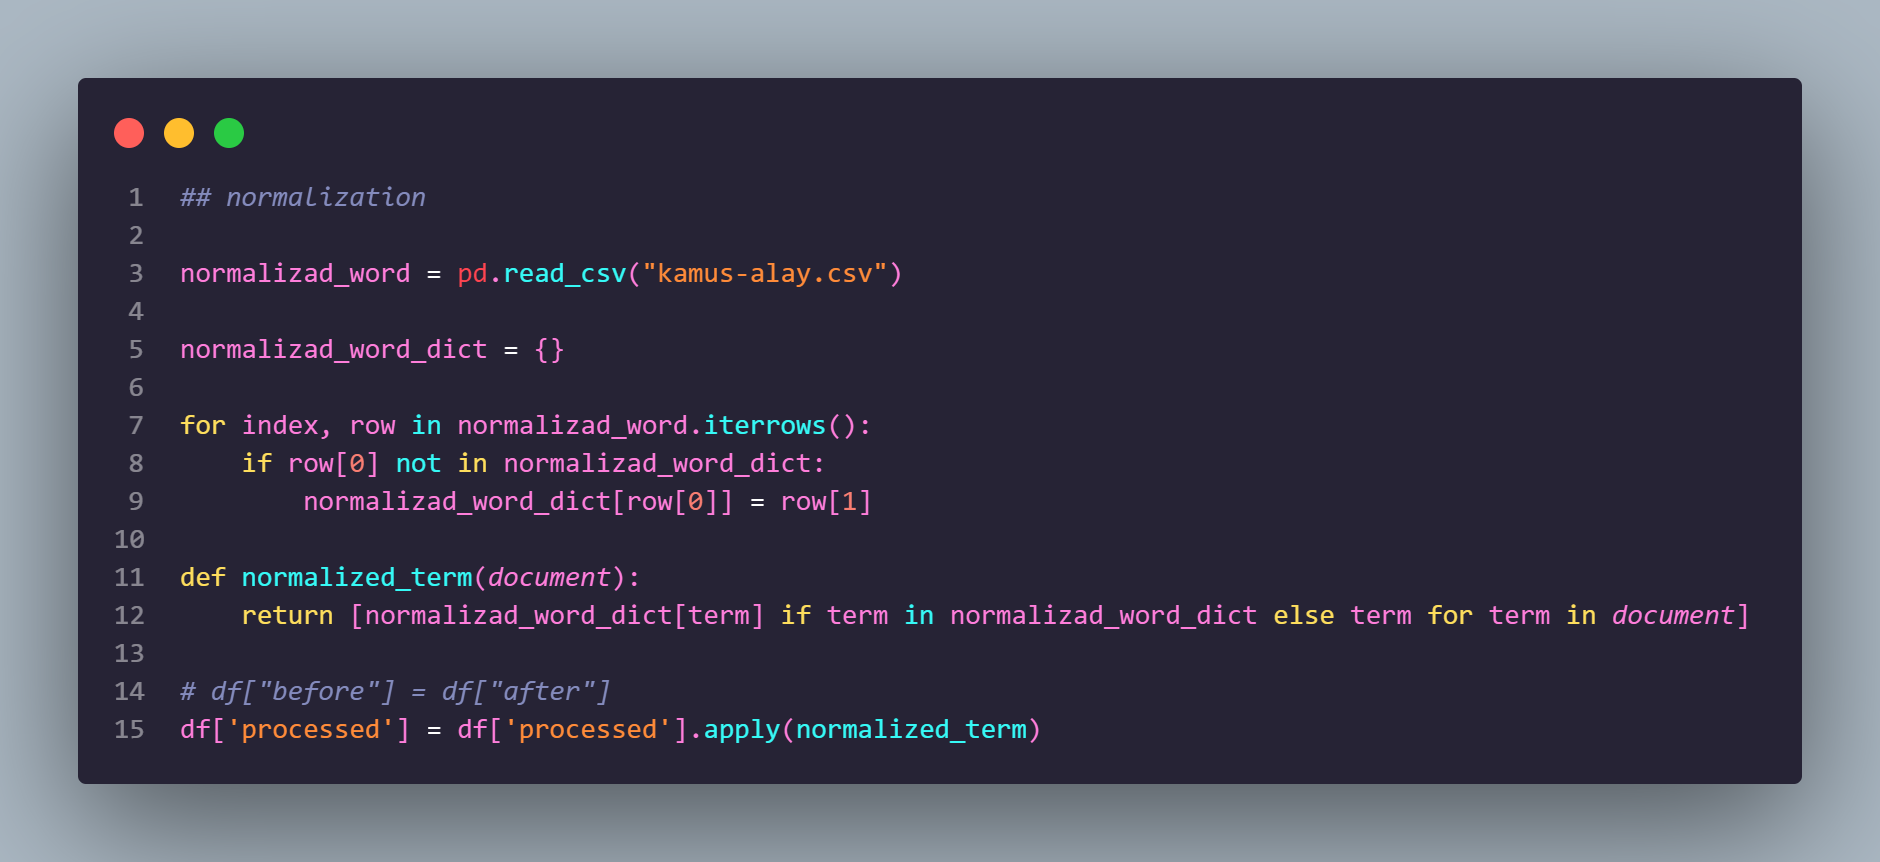 1 ## normalization
2
3 normalizad_word = pd.read_csv("kamus-alay.csv")
4
5 normalizad_word_dict = {}
6
7 for index, row in normalizad_word.iterrows():
8     if row[0] not in normalizad_word_dict:
9         normalizad_word_dict[row[0]] = row[1]
10
11 def normalized_term(document):
12     return [normalizad_word_dict[term] if term in normalizad_word_dict else term for term in document]
13
14 # df["before"] = df["after"]
15 df['processed'] = df['processed'].apply(normalized_term)